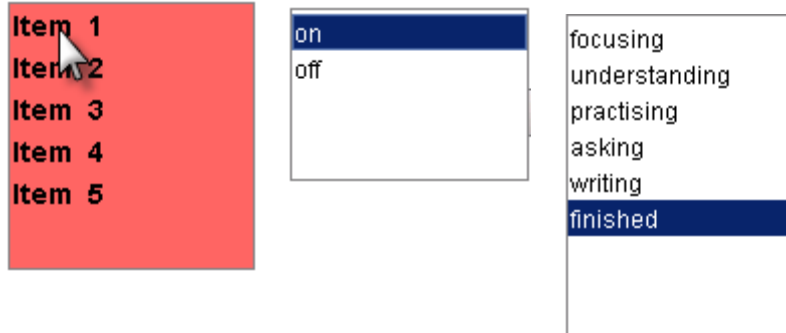 Item 1
Item 2
Item 3
Item 4
Item 5
on
off
focusing
understanding
practising
asking
writing
finished